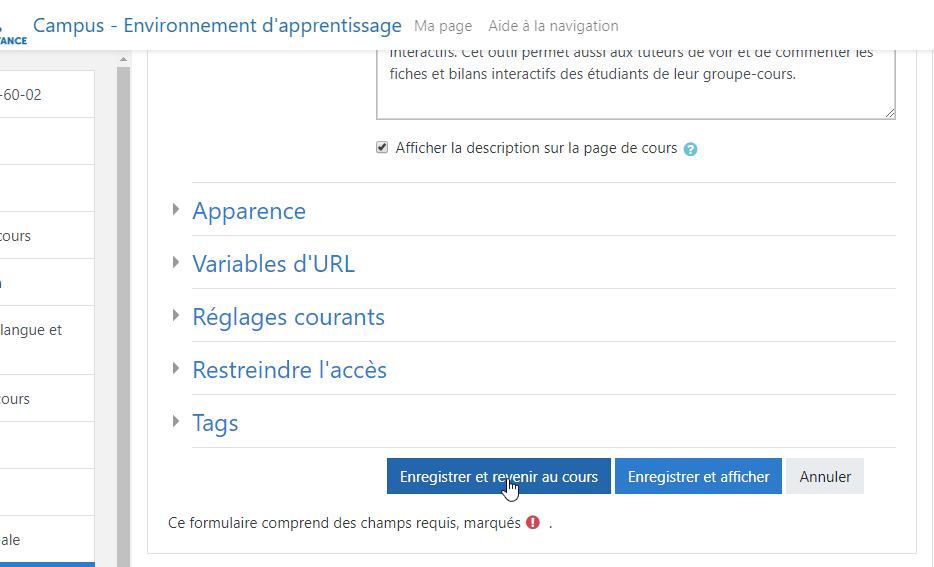 Campus - Environnement d'apprentissage Ma page Aide à la navigation
TANCE
interactifs. Cet outil permet aussi aux tuteurs de voir et de commenter les
fiches et bilans interactifs des étudiants de leur groupe-cours.
-60-02
Afficher la description sur la page de cours ?
Apparence
cours
Variables d'URL
Réglages courants
langue et
Restreindre l'accès
cours
Tags
Enregistrer et revenir au cours Enregistrer et afficher Annuler
Ce formulaire comprend des champs requis, marqués ! .
ale